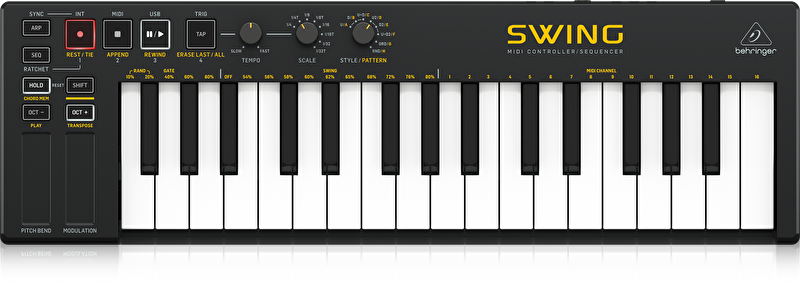 SYNC INT MIDI USB TRIG
ARP
TAP
SEQ
RATCHET
REST / TIE APPEND REWIND ERASE LAST / ALL
1 2 3 4
SLOW FAST
TEMPO SCALE STYLE / PATTERN
SWING
MIDI CONTROLLER/SEQUENCER
behringer
HOLD RESET SHIFT
CHORD MEM
OCT – OCT +
PLAY TRANSPOSE
RAND GATE SWING MIDI CHANNEL
10% 20% 40% 60% 80% OFF 54% 56% 58% 60% 62% 65% 70% 75% 80% 1 2 3 4 5 6 7 8 9 10 11 12 13 14 15 16
PITCH BEND MODULATION